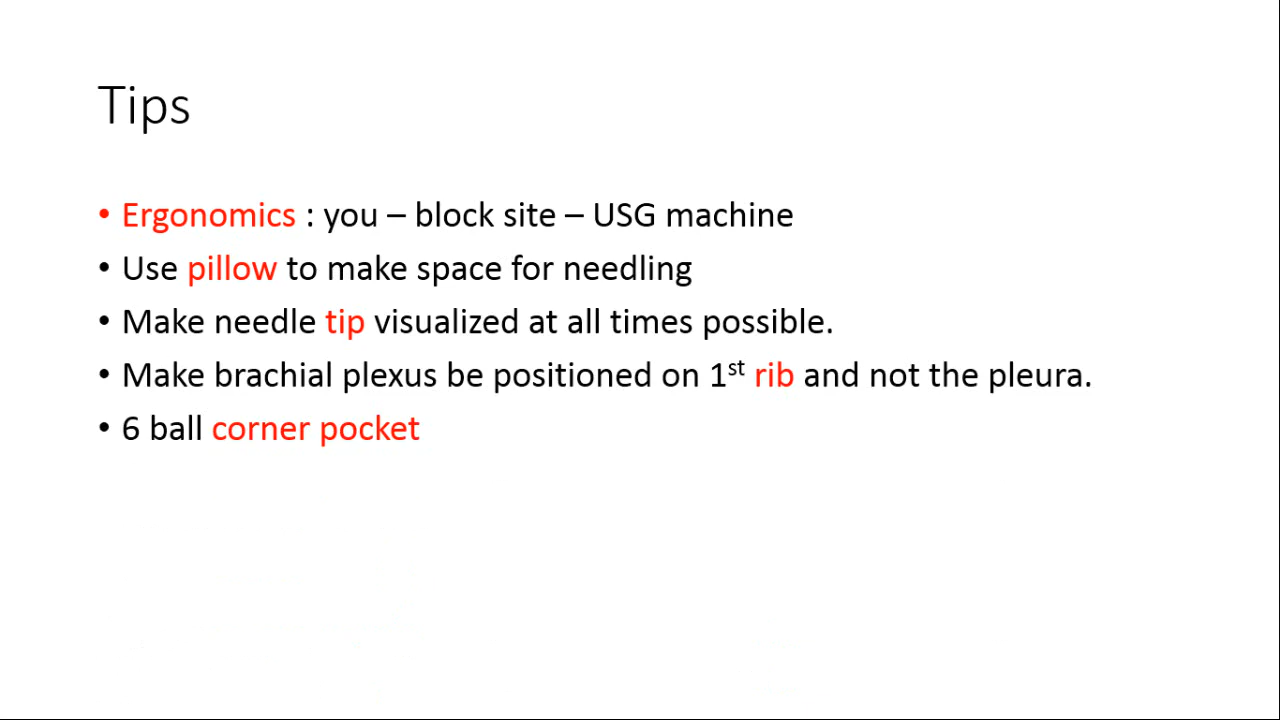 Tips
• Ergonomics : you – block site – USG machine
• Use pillow to make space for needling
• Make needle tip visualized at all times possible.
• Make brachial plexus be positioned on 1st rib and not the pleura.
• 6 ball corner pocket